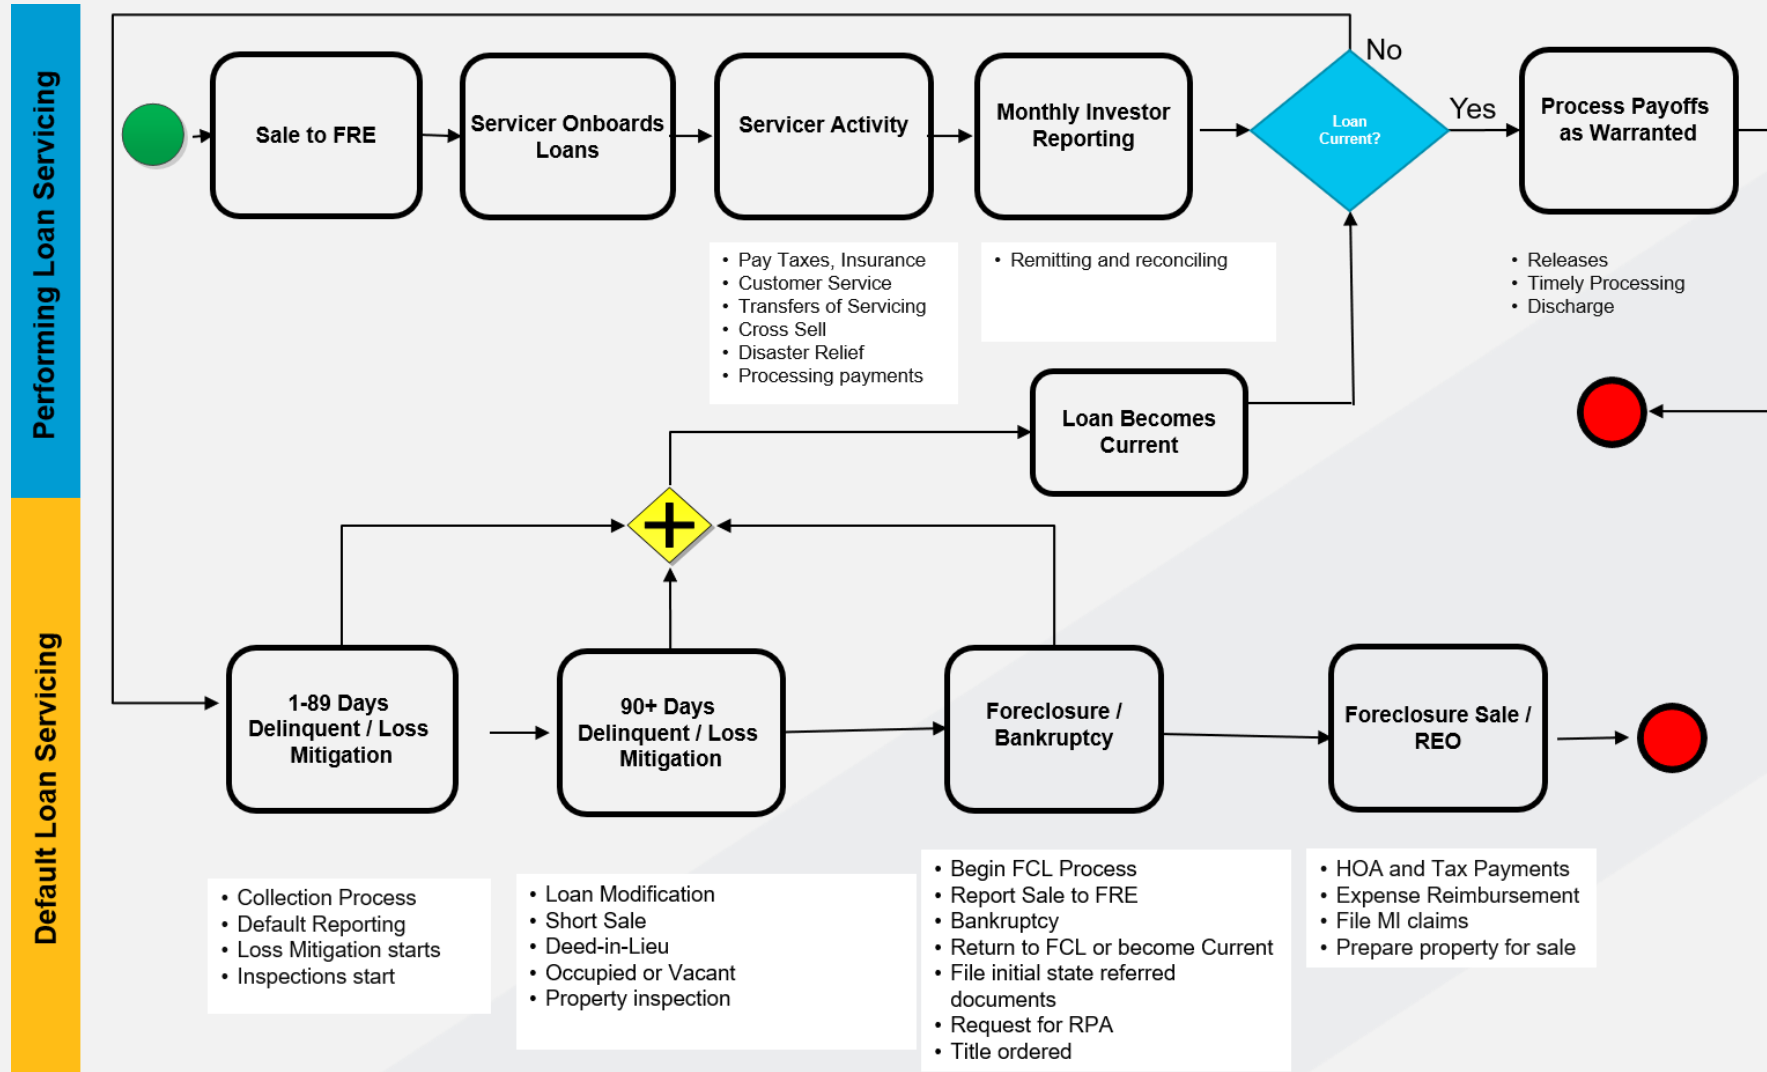 Performing Loan Servicing
No
Sale to FRE
Servicer Onboards
Loans
Servicer Activity
Monthly Investor
Reporting
Loan
Current?
Yes
Process Payoffs
as Warranted
• Pay Taxes, Insurance
• Customer Service
• Transfers of Servicing
• Cross Sell
• Disaster Relief
• Processing payments
• Remitting and reconciling
• Releases
• Timely Processing
• Discharge
Loan Becomes
Current
Default Loan Servicing
1-89 Days
Delinquent / Loss
Mitigation
90+ Days
Delinquent / Loss
Mitigation
Foreclosure /
Bankruptcy
Foreclosure Sale /
REO
• Collection Process
• Default Reporting
• Loss Mitigation starts
• Inspections start
• Loan Modification
• Short Sale
• Deed-in-Lieu
• Occupied or Vacant
• Property inspection
• Begin FCL Process
• Report Sale to FRE
• Bankruptcy
• Return to FCL or become Current
• File initial state referred
documents
• Request for RPA
• Title ordered
• HOA and Tax Payments
• Expense Reimbursement
• File MI claims
• Prepare property for sale